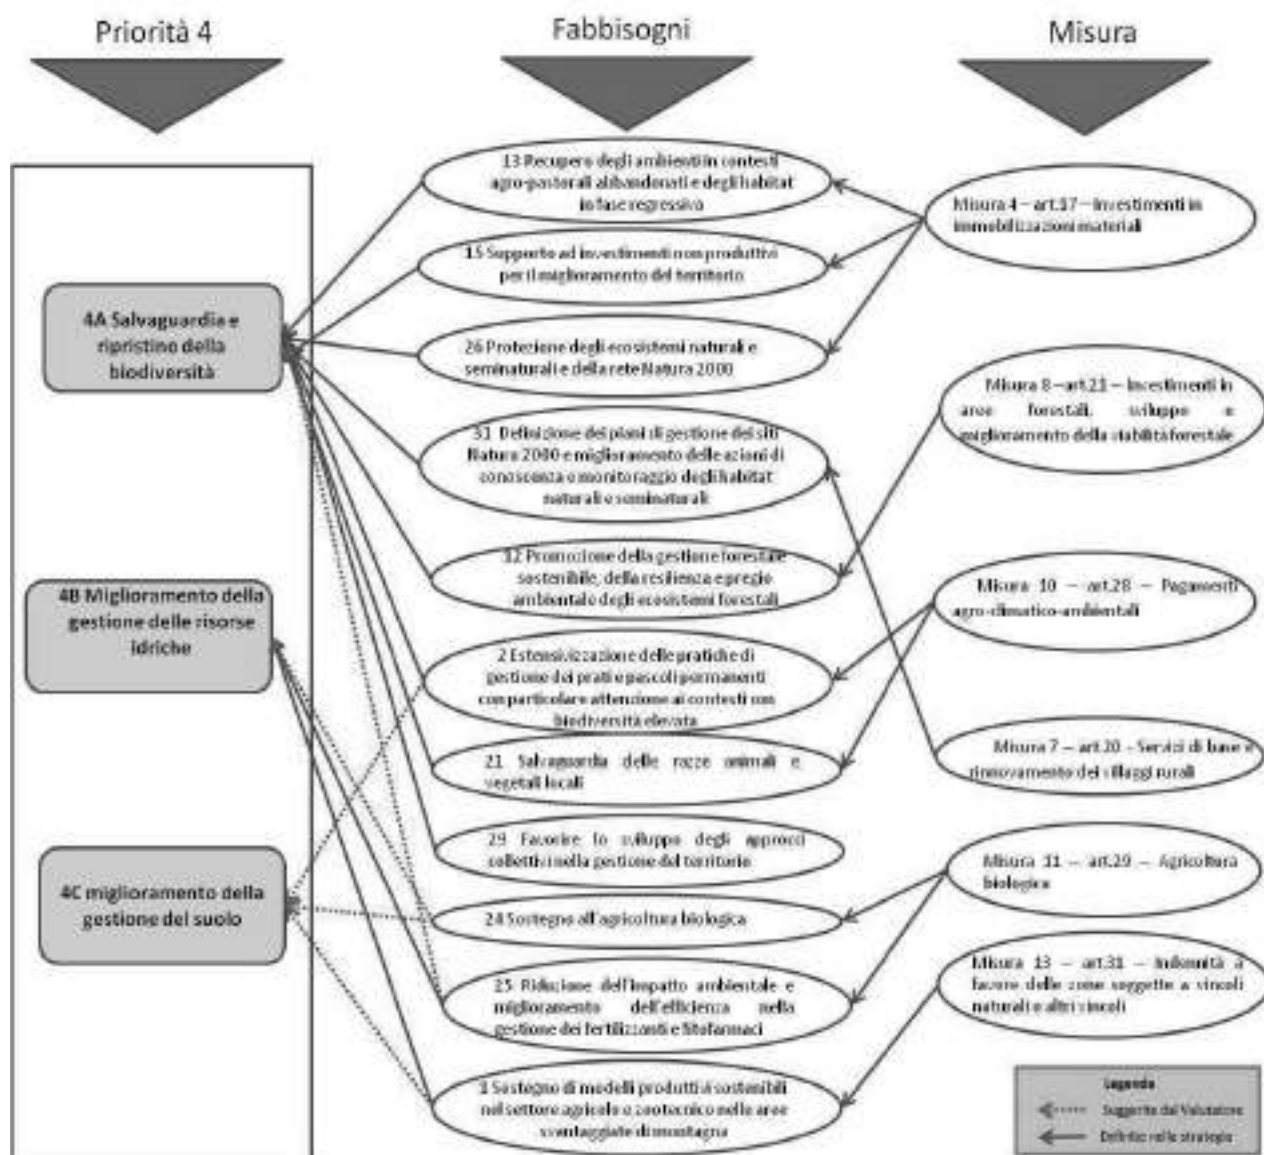 Priorità 4
Fabbisogni
Misura
4A Salvaguardia e
ripristino della
biodiversità
4B Miglioramento della
gestione delle risorse
idriche
4C miglioramento della
gestione del suolo
13 Recupero degli ambienti in contesti
agro-pastorali abbandonati e degli habitat
in fase regressiva
15 Supporto ad investimenti non produttivi
per il miglioramento del territorio
26 Protezione degli ecosistemi naturali e
seminaturali e della rete Natura 2000
31 Definizione dei piani di gestione dei siti
Natura 2000 e miglioramento delle azioni di
conoscenza e monitoraggio degli habitat
naturali e seminaturali
12 Promozione della gestione forestale
sostenibile, della resilienza e pregio
ambientale degli ecosistemi forestali
2 Estensivizzazione delle pratiche di
gestione dei prati e pascoli permanenti
con particolare attenzione ai contesti non
biodiversità elevata
21 Salvaguardia delle razze animali e
vegetali locali
29 Favorire lo sviluppo degli approcci
collettivi nella gestione del territorio
24 Sostegno all'agricoltura biologica
25 Riduzione dell'impatto ambientale e
miglioramento dell'efficienza nella
gestione dei fertilizzanti e fitofarmaci
1 Sostegno di modelli produttivi sostenibili
nel settore agricolo e zootecnico nelle aree
svantaggiate di montagna
Misura 4 – art.17 – Investimenti in
immobilizzazioni materiali
Misura 8 – art.21 – Investimenti in
aree forestali, sviluppo e
miglioramento della stabilità forestale
Misura 10 – art.28 – Pagamenti
agro-climatico-ambientali
Misura 7 – art.20 - Servizi di base e
rinnovamento dei villaggi rurali
Misura 11 – art.29 – Agricoltura
biologica
Misura 13 – art.31 – Indennità a
favore delle zone soggette a vincoli
naturali e altri vincoli
Legenda
Suggerito dal Valutatore
Definito nella strategia